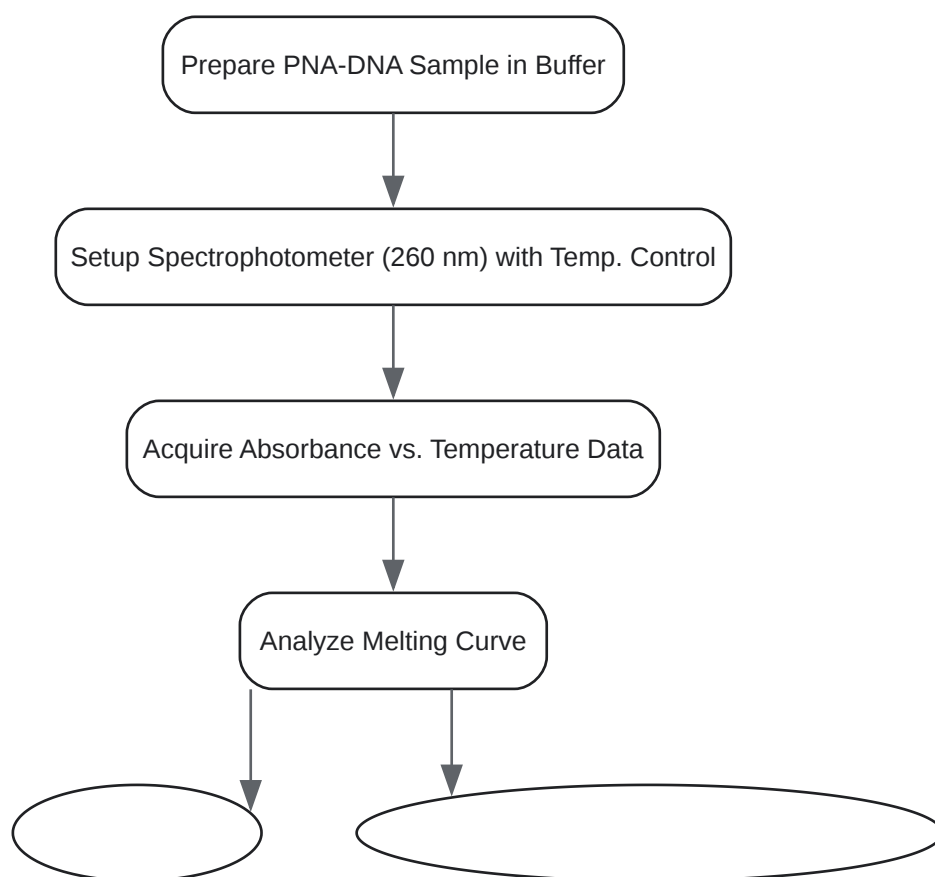 Prepare PNA-DNA Sample in Buffer
Setup Spectrophotometer (260 nm) with Temp. Control
Acquire Absorbance vs. Temperature Data
Analyze Melting Curve